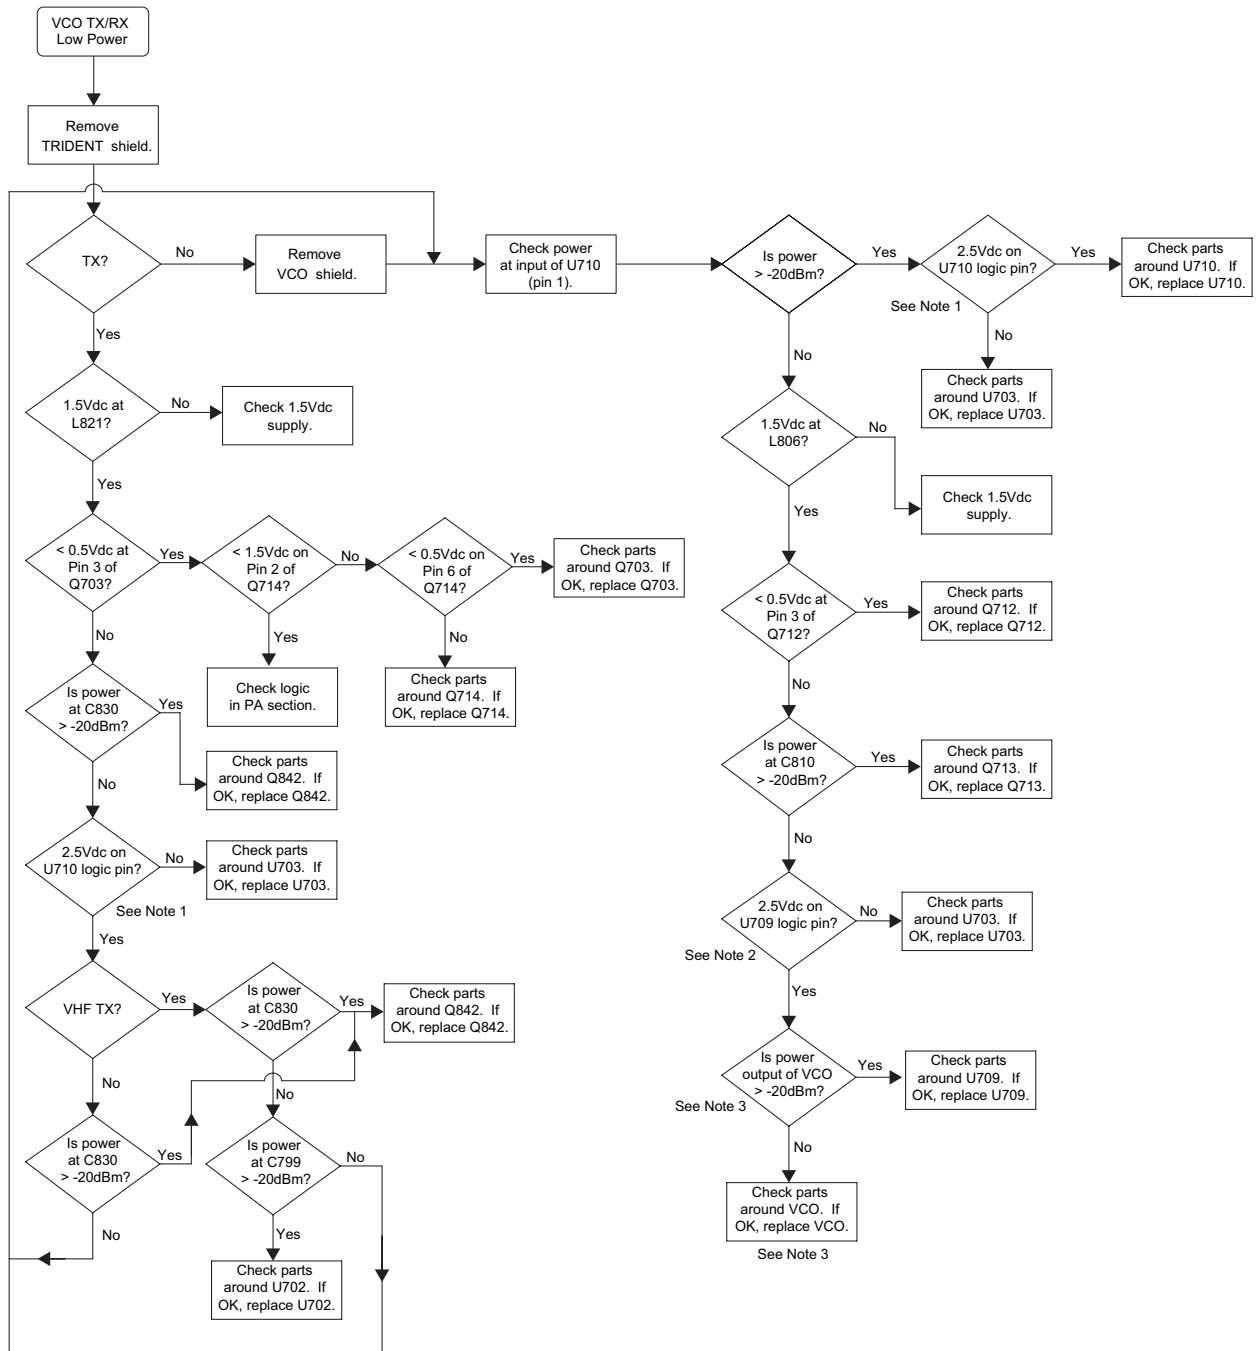 VCO TX/RX
Low Power
Remove
TRIDENT shield.
TX?
No
Remove
VCO shield.
Check power
at input of U710
(pin 1).
Is power
> -20dBm?
Yes
2.5Vdc on
U710 logic pin?
Yes
Check parts
around U710. If
OK, replace U710.
See Note 1
No
Check parts
around U703. If
OK, replace U703.
Yes
No
1.5Vdc at
L821?
No
Check 1.5Vdc
supply.
1.5Vdc at
L806?
No
Check 1.5Vdc
supply.
Yes
Yes
< 0.5Vdc at
Pin 3 of
Q703?
Yes
< 1.5Vdc on
Pin 2 of
Q714?
No
< 0.5Vdc on
Pin 6 of
Q714?
Yes
Check parts
around Q703. If
OK, replace Q703.
< 0.5Vdc at
Pin 3 of
Q712?
Yes
Check parts
around Q712. If
OK, replace Q712.
No
Yes
No
Check logic
in PA section.
Check parts
around Q714. If
OK, replace Q714.
No
Is power
at C830
> -20dBm?
Yes
Check parts
around Q842. If
OK, replace Q842.
Is power
at C810
> -20dBm?
Yes
Check parts
around Q713. If
OK, replace Q713.
No
No
2.5Vdc on
U710 logic pin?
No
Check parts
around U703. If
OK, replace U703.
See Note 1
2.5Vdc on
U709 logic pin?
No
Check parts
around U703. If
OK, replace U703.
See Note 2
Yes
Yes
VHF TX?
Yes
Is power
at C830
> -20dBm?
Yes
Check parts
around Q842. If
OK, replace Q842.
Is power
output of VCO
> -20dBm?
Yes
Check parts
around U709. If
OK, replace U709.
See Note 3
No
No
No
Is power
at C830
> -20dBm?
Yes
Is power
at C799
> -20dBm?
No
Check parts
around VCO. If
OK, replace VCO.
See Note 3
No
Yes
Check parts
around U702. If
OK, replace U702.